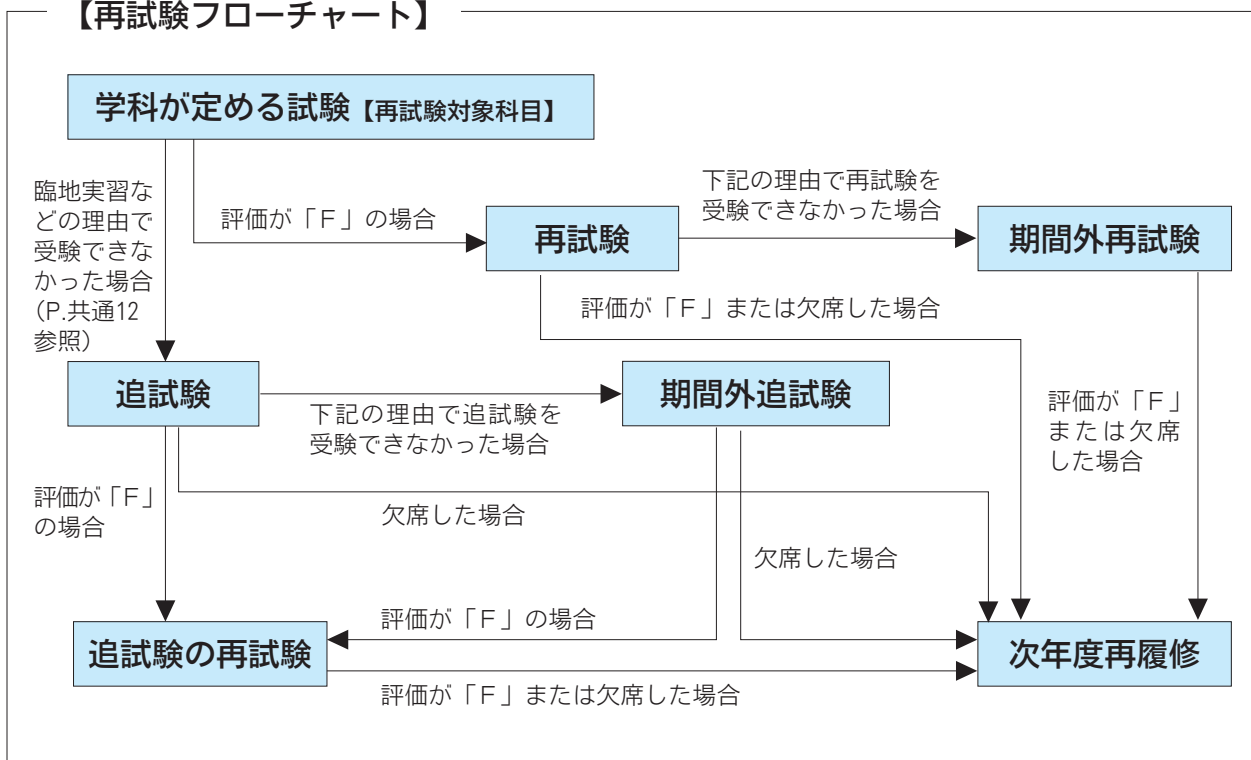 【再試験フローチャート】
学科が定める試験【再試験対象科目】
臨地実習な
どの理由で
受験できな
かった場合
(P.共通12
参照)
評価が「F」の場合
再試験
下記の理由で再試験を
受験できなかった場合
期間外再試験
評価が「F」または欠席した場合
追試験
下記の理由で追試験を
受験できなかった場合
期間外追試験
評価が「F」
または欠席
した場合
評価が「F」
の場合
欠席した場合
欠席した場合
評価が「F」の場合
追試験の再試験
評価が「F」または欠席した場合
次年度再履修